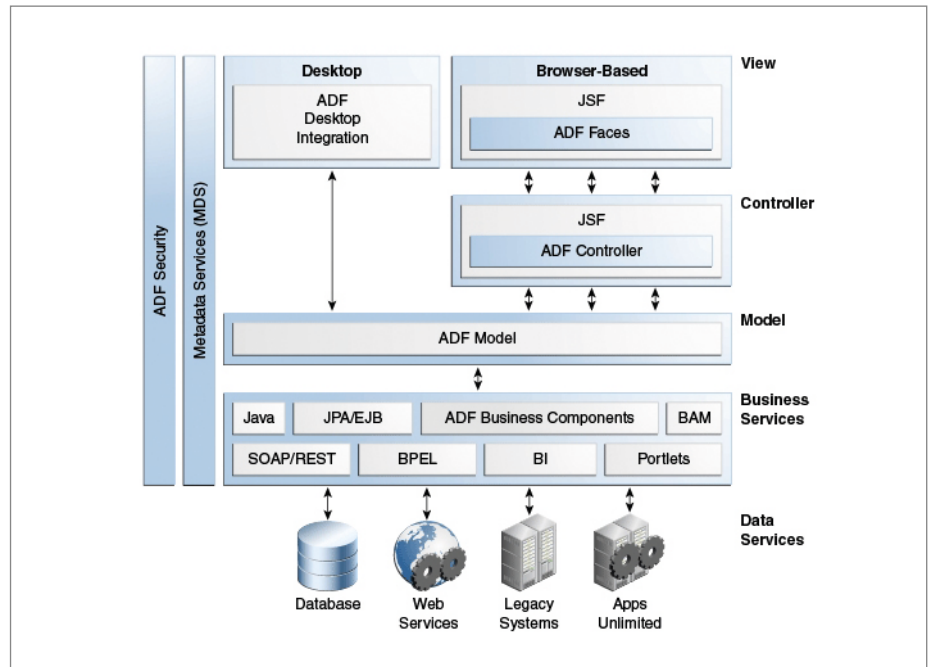 Desktop
Browser-Based
View
ADF
Desktop
Integration
JSF
ADF Faces
Controller
JSF
ADF Controller
ADF Security
Metadata Services (MDS)
Model
ADF Model
Business
Services
Java
JPA/EJB
ADF Business Components
BAM
SOAP/REST
BPEL
BI
Portlets
Data
Services
Database
Web
Services
Legacy
Systems
Apps
Unlimited